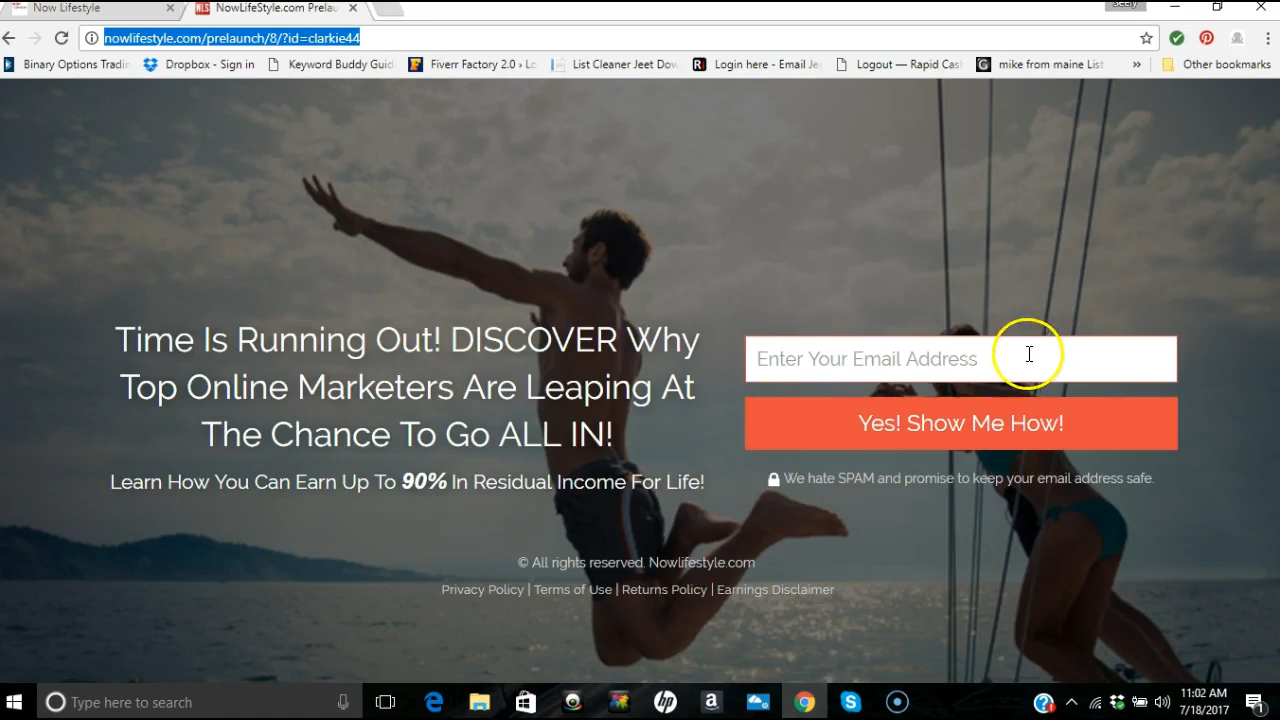 Now Lifestyle
NLS NowLifeStyle.com Prelau
Seely
nowlifestyle.com/prelaunch/8/?id=clarkie44
Binary Options Tradin
Dropbox - Sign in
Keyword Buddy Guid
Fiverr Factory 2.0 › Lo
List Cleaner Jeet Dow
Login here - Email Je
Logout — Rapid Cas
mike from maine List
»
Other bookmarks
Time Is Running Out! DISCOVER Why
Top Online Marketers Are Leaping At
The Chance To Go ALL IN!
Learn How You Can Earn Up To 90% In Residual Income For Life!
Enter Your Email Address
Yes! Show Me How!
We hate SPAM and promise to keep your email address safe.
© All rights reserved. Nowlifestyle.com
Privacy Policy | Terms of Use | Returns Policy | Earnings Disclaimer
Type here to search
hp
11:02 AM
7/18/2017